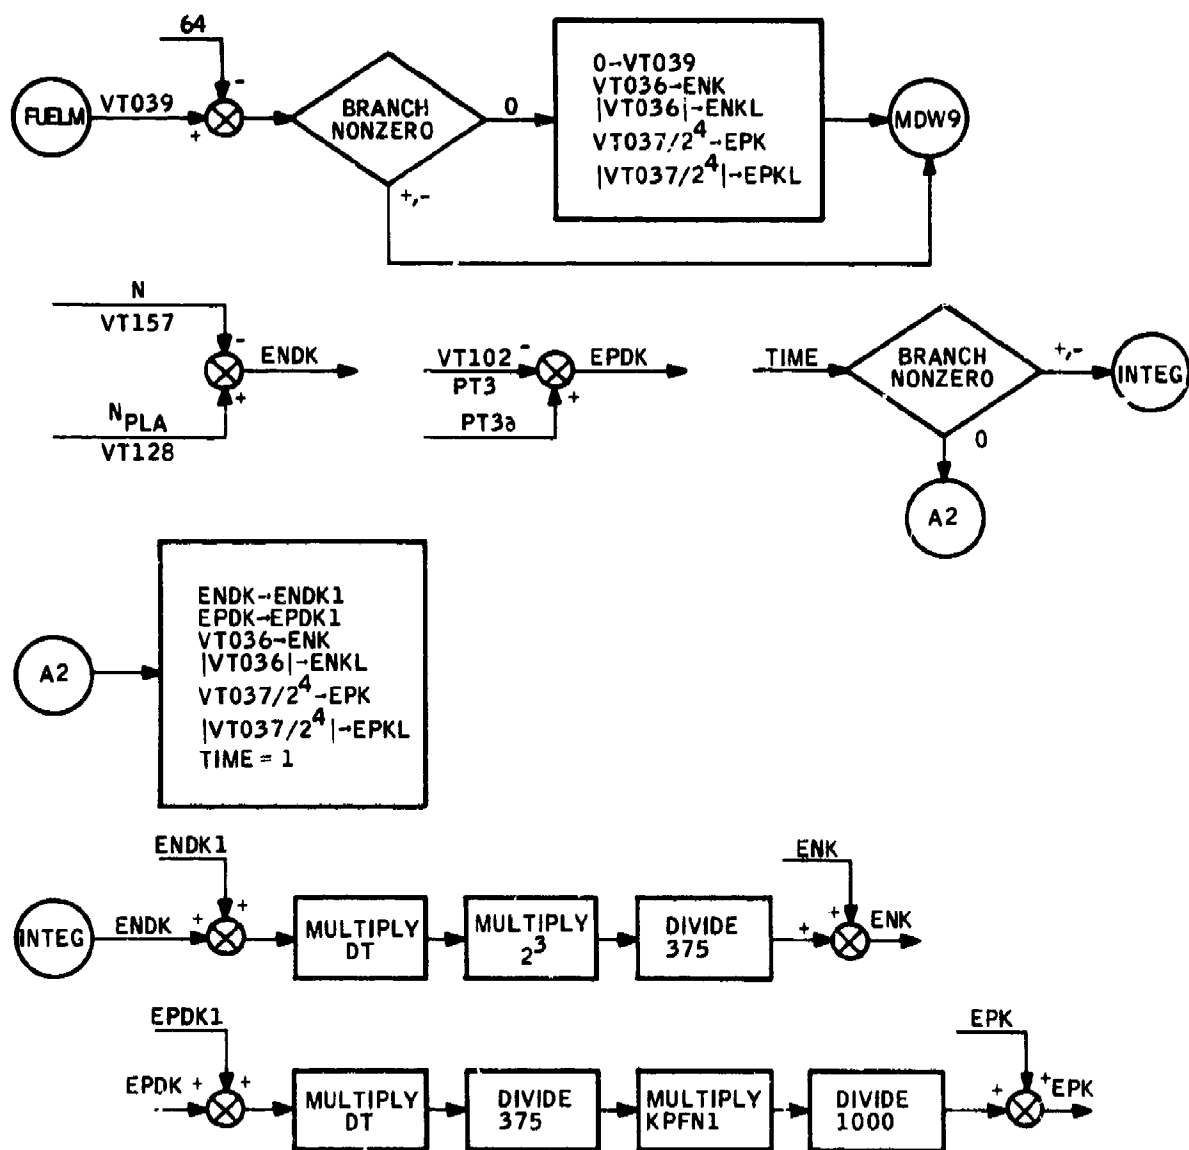 64
FUELM
VT039
-
+
BRANCH
NONZERO
0
+,-
0→VT039
VT036→ENK
|VT036|→ENKL
VT037/2⁴→EPK
|VT037/2⁴|→EPKL
MDW9
N
VT157
-
ENDK
+
N_PLA
VT128
VT102
-
PT3
EPDK
+
PT3a
TIME
BRANCH
NONZERO
+,-
INTEG
0
A2
A2
ENDK→ENDK1
EPDK→EPDK1
VT036→ENK
|VT036|→ENKL
VT037/2⁴→EPK
|VT037/2⁴|→EPKL
TIME = 1
ENDK1
INTEG
ENDK
+
+
MULTIPLY
DT
MULTIPLY
2³
DIVIDE
375
ENK
+
+
ENK
EPDK1
EPDK
+
+
MULTIPLY
DT
DIVIDE
375
MULTIPLY
KPFN1
DIVIDE
1000
EPK
+
+
EPK